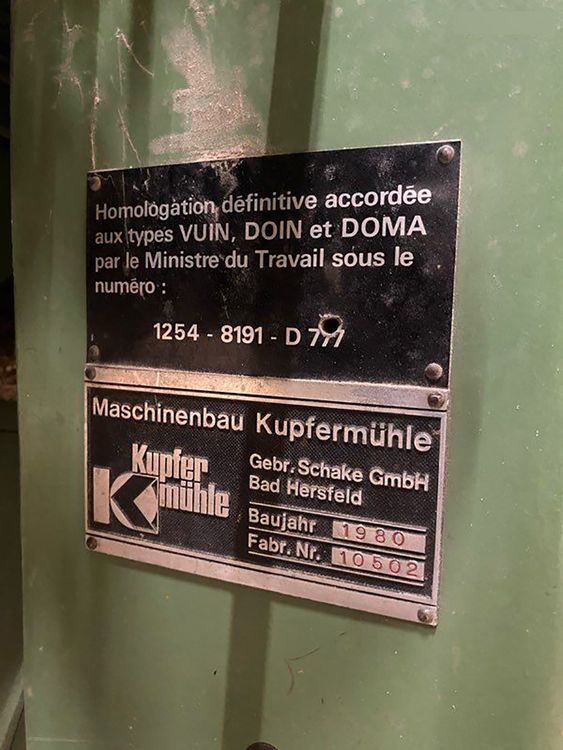 Homologation définitive accordée
aux types VUIN, DOIN et DOMA
par le Ministre du Travail sous le
numéro :
1254 - 8191 - D 777
Maschinenbau Kupfermühle
Kupfer
mühle
Gebr. Schake GmbH
Bad Hersfeld
Baujahr 1980
Fabr. Nr. 10502